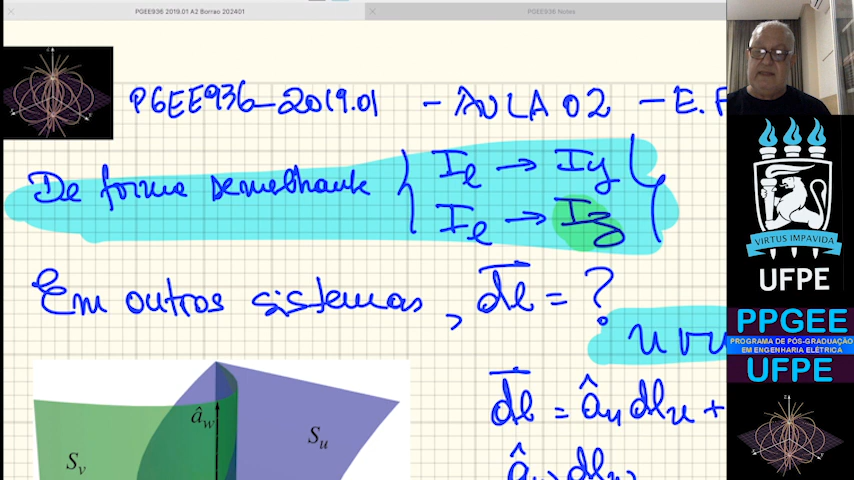 PGEE936 2019.01 A2 Borrao 202401
PGEE936 Notes
PGEE936-2019.01 - AULA 02 - E.F
De forma semelhante { Iℓ → Iy
Iℓ → Iz }
Em outros sistemas, dℓ = ?
u v w
dℓ = âu dℓu +
âw
Sv
Su
VIRTUS IMPAVIDA
UFPE
PPGEE
PROGRAMA DE PÓS-GRADUAÇÃO
EM ENGENHARIA ELÉTRICA
UFPE